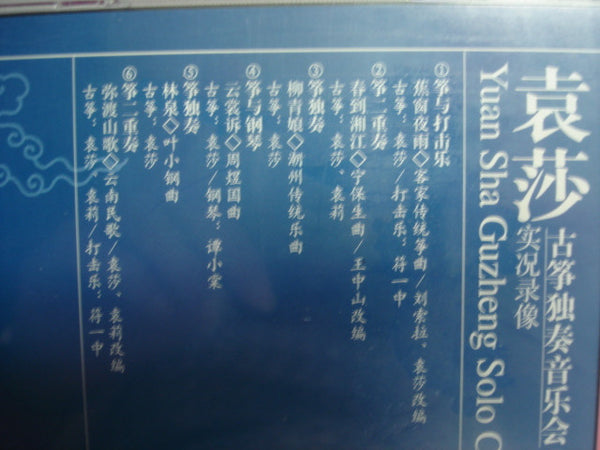 袁莎 古筝独奏音乐会
实况录像
Yuan Sha Guzheng Solo C
①筝与打击乐
蕉窗夜雨◇客家传统筝曲/刘索拉、袁莎改编
古筝：袁莎/打击乐：符一中
②筝二重奏
春到湘江◇宁保生曲/王中山改编
古筝：袁莎、袁莉
③筝独奏
柳青娘◇潮州传统乐曲
古筝：袁莎
④筝与钢琴
云裳诉◇周煜国曲
古筝：袁莎/钢琴：谭小棠
⑤筝独奏
林泉◇叶小钢曲
古筝：袁莎
⑥筝二重奏
弥渡山歌◇云南民歌/袁莎、袁莉改编
古筝：袁莎、袁莉/打击乐：符一中